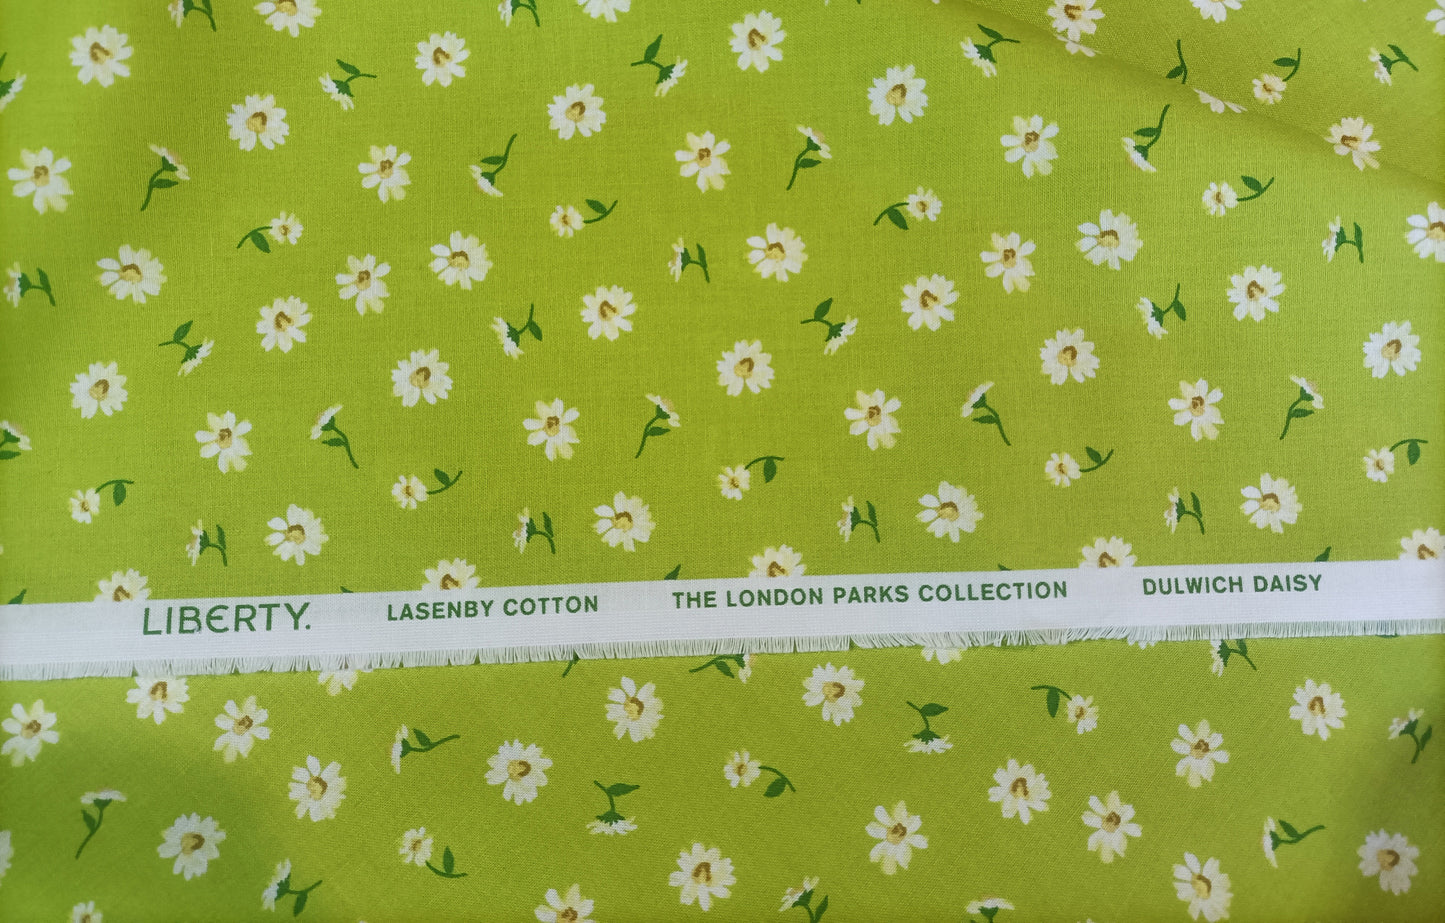 LIBERTY. LASENBY COTTON THE LONDON PARKS COLLECTION DULWICH DAISY